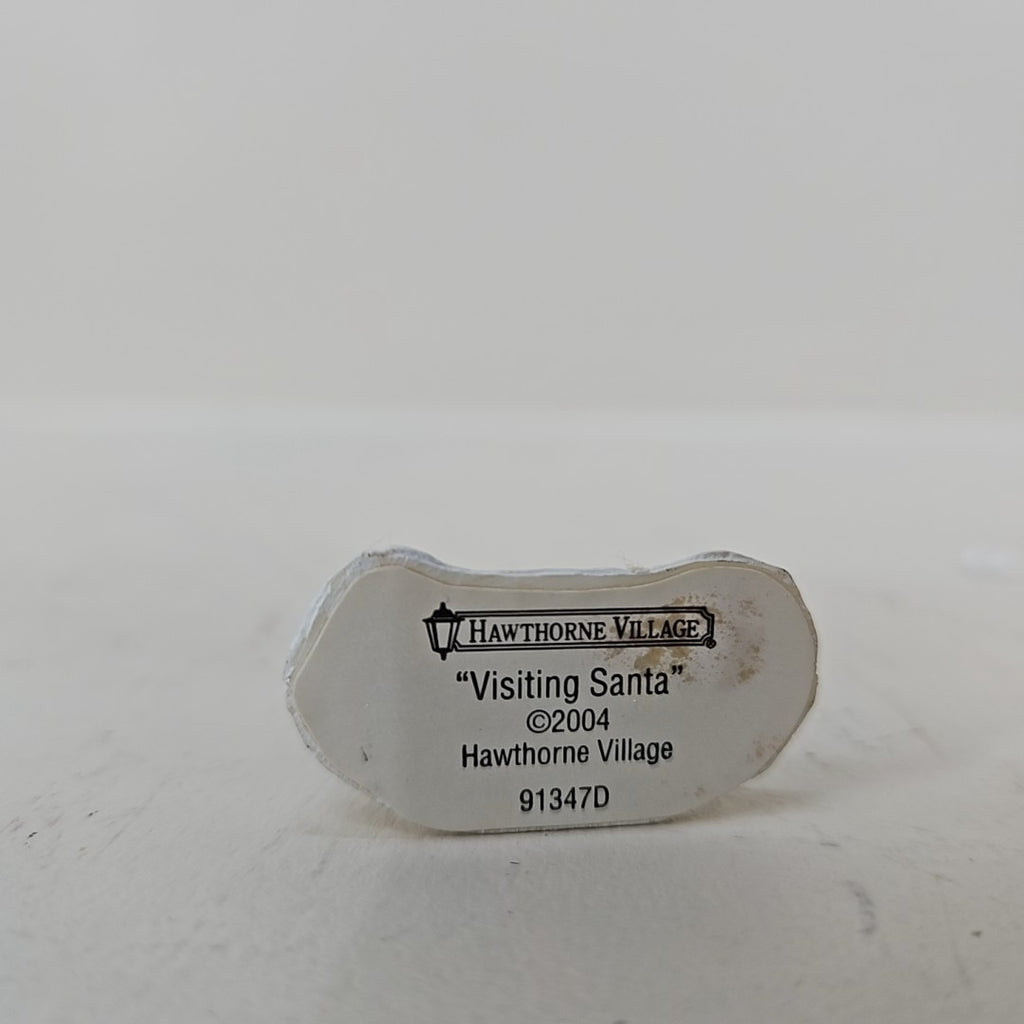 HAWTHORNE VILLAGE®
“Visiting Santa”
©2004
Hawthorne Village
91347D